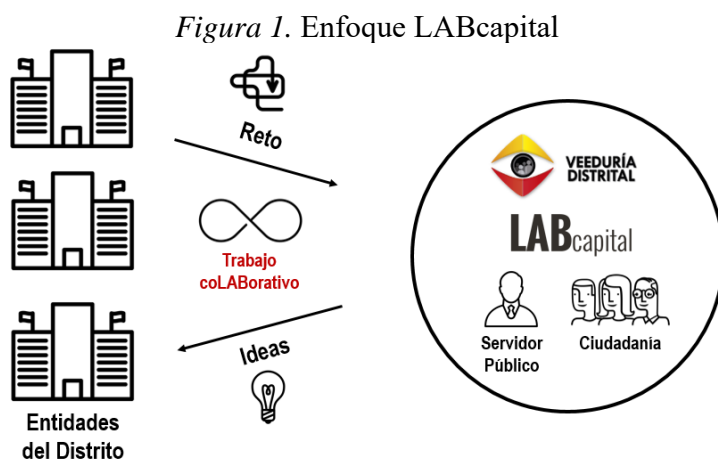 Figura 1. Enfoque LABcapital
Reto
Trabajo
coLABorativo
Ideas
Entidades
del Distrito
VEEDURÍA
DISTRITAL
LABcapital
Servidor
Público
Ciudadanía